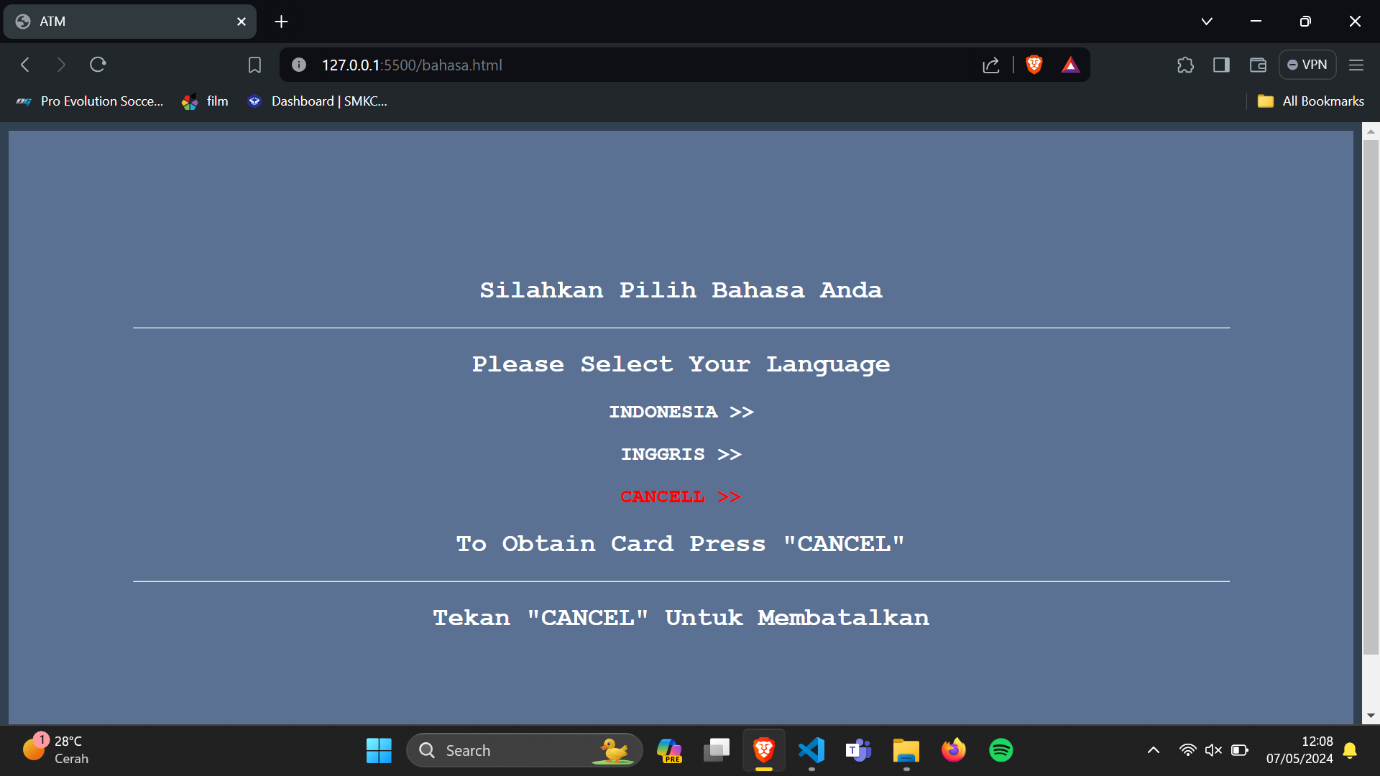 ATM
127.0.0.1:5500/bahasa.html
VPN
Pro Evolution Socce...
film
Dashboard | SMKC...
All Bookmarks
Silahkan Pilih Bahasa Anda
Please Select Your Language
INDONESIA >>
INGGRIS >>
CANCELL >>
To Obtain Card Press "CANCEL"
Tekan "CANCEL" Untuk Membatalkan
1
28°C
Cerah
Search
PRE
12:08
07/05/2024